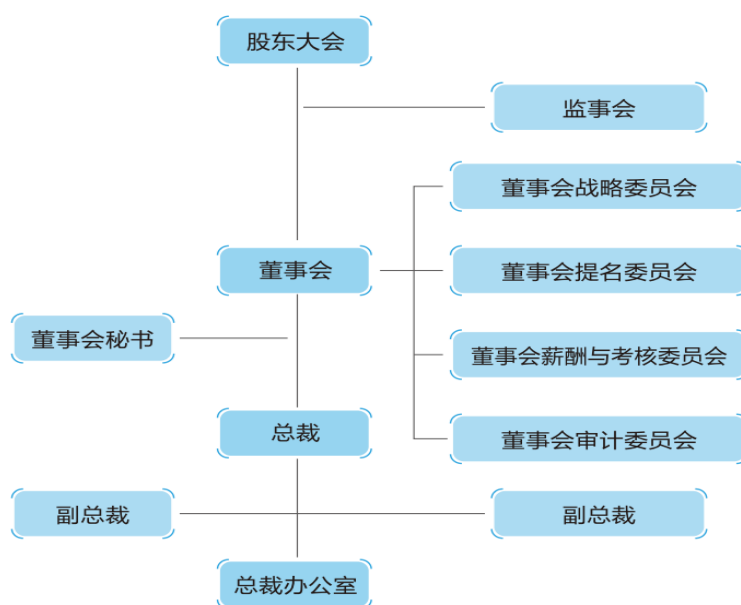 股东大会
监事会
董事会战略委员会
董事会
董事会提名委员会
董事会秘书
董事会薪酬与考核委员会
总裁
董事会审计委员会
副总裁
副总裁
总裁办公室